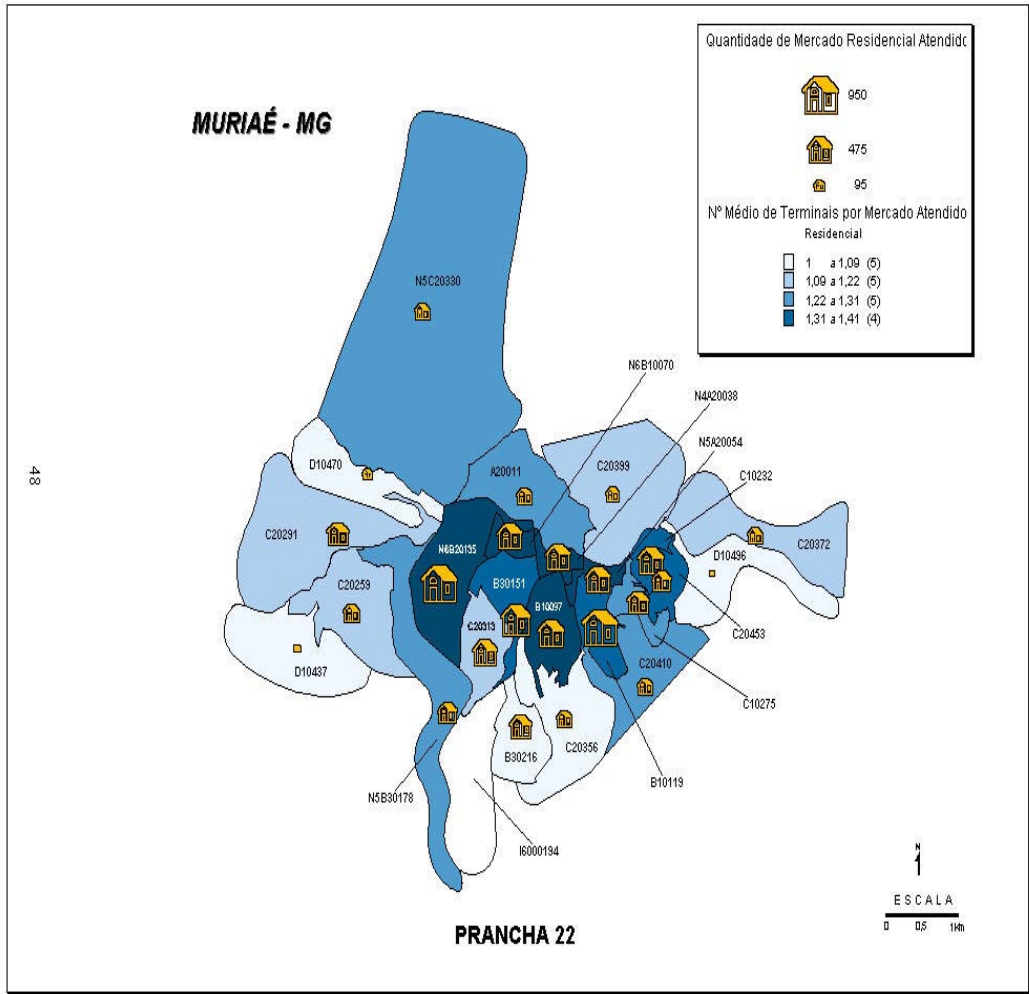 Quantidade de Mercado Residencial Atendido
950
475
95
Nº Médio de Terminais por Mercado Atendido
Residencial
1 a 1,09 (5)
1,09 a 1,22 (5)
1,22 a 1,31 (5)
1,31 a 1,41 (4)
MURIAÉ - MG
N5C20330
N6B10070
N4A20038
N5A20054
C10232
D10470
A20011
C20399
48
C20291
N6B20135
D10496
C20372
C20259
B30151
B10097
C20313
C20453
D10437
C20410
C10275
B30216
C20356
B10119
N5B30178
I6000194
N
ESCALA
0 0,5 1Km
PRANCHA 22